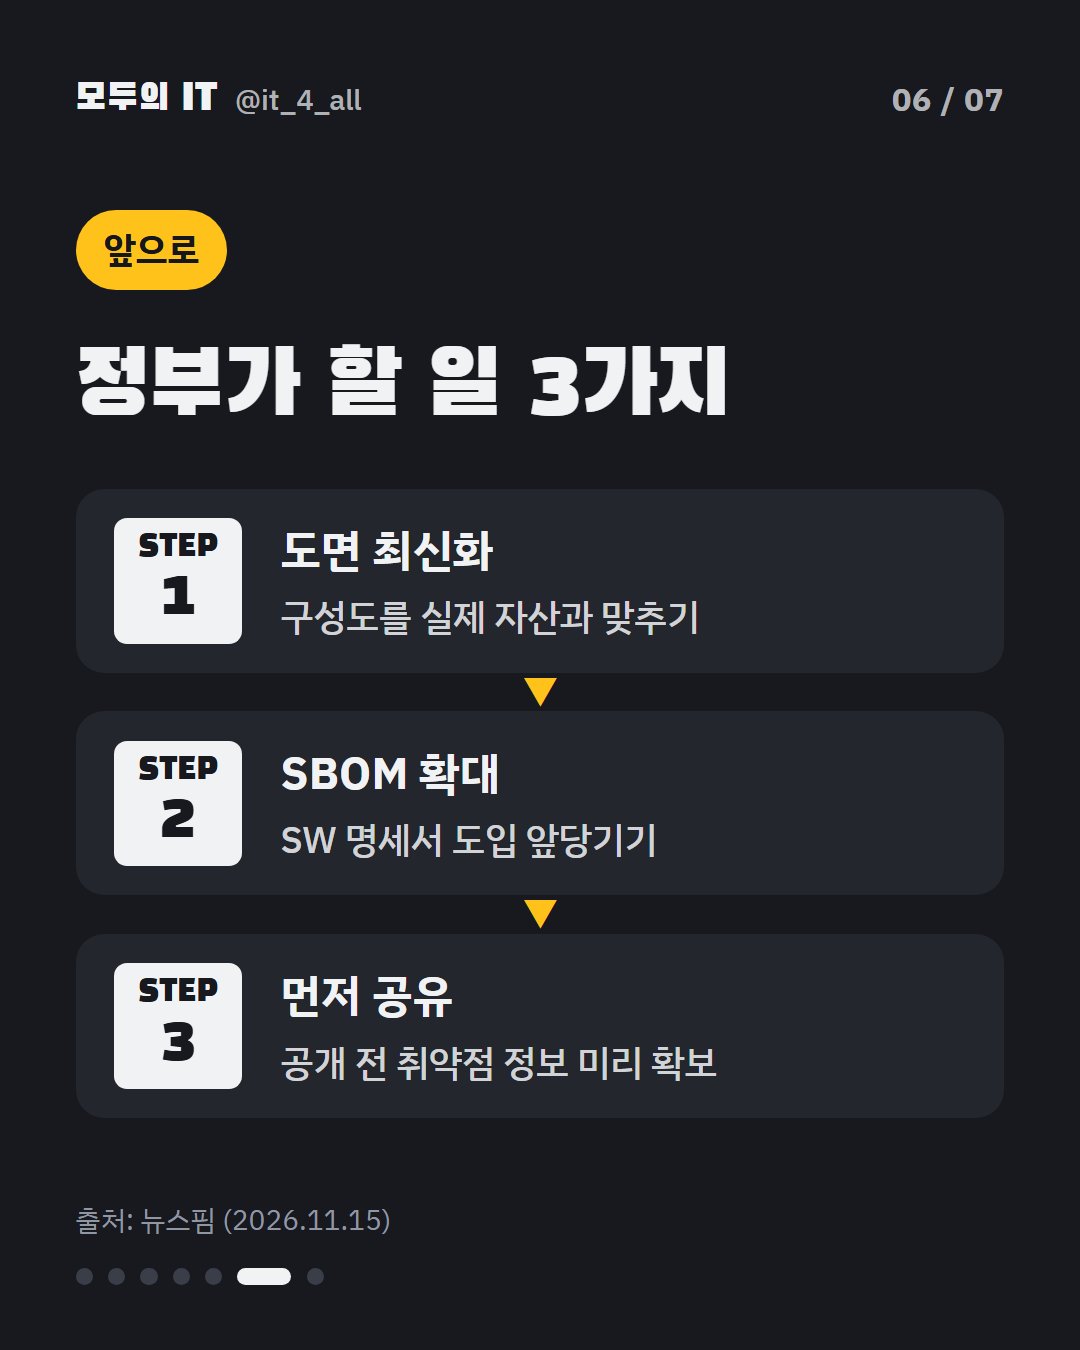 모두의 IT @it_4_all 06 / 07
앞으로
정부가 할 일 3가지
STEP
1
도면 최신화
구성도를 실제 자산과 맞추기
STEP
2
SBOM 확대
SW 명세서 도입 앞당기기
STEP
3
먼저 공유
공개 전 취약점 정보 미리 확보
출처: 뉴스핌 (2026.11.15)